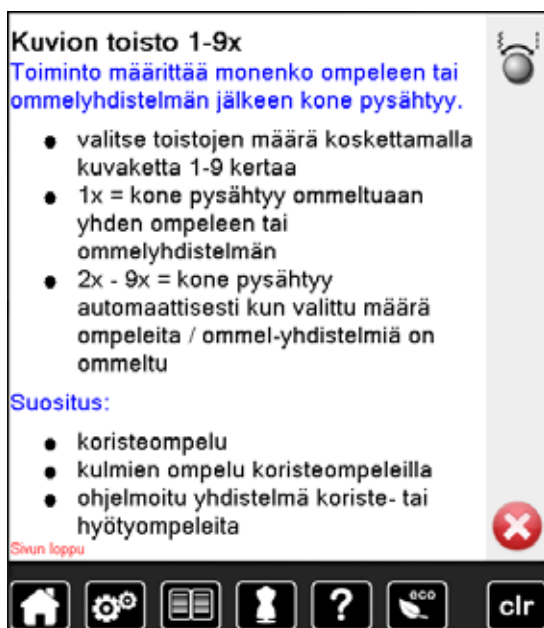 Kuvion toisto 1-9x
Toiminto määrittää monenko ompeleen tai
ommelyhdistelmän jälkeen kone pysähtyy.
● valitse toistojen määrä koskettamalla
kuvaketta 1-9 kertaa
● 1x = kone pysähtyy ommeltuaan
yhden ompeleen tai
ommelyhdistelmän
● 2x - 9x = kone pysähtyy
automaattisesti kun valittu määrä
ompeleita / ommel-yhdistelmiä on
ommeltu
Suositus:
● koristeompelu
● kulmien ompelu koristeompeleilla
● ohjelmoitu yhdistelmä koriste- tai
hyötyompeleita
Sivun loppu
? eco clr